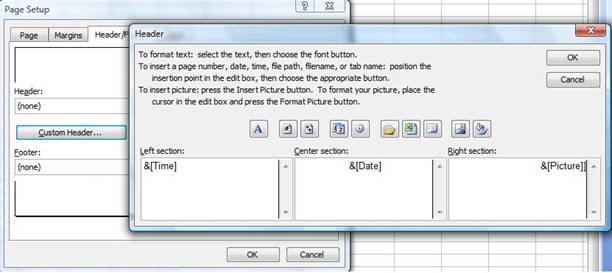 Page Setup
?
Page
Margins
Header/F
Header:
(none)
Custom Header...
Footer:
(none)
OK
Cancel
Header
To format text: select the text, then choose the font button.
To insert a page number, date, time, file path, filename, or tab name: position the
insertion point in the edit box, then choose the appropriate button.
To insert picture: press the Insert Picture button. To format your picture, place the
cursor in the edit box and press the Format Picture button.
OK
Cancel
A
Left section:
Center section:
Right section:
&[Time]
&[Date]
&[Picture]]